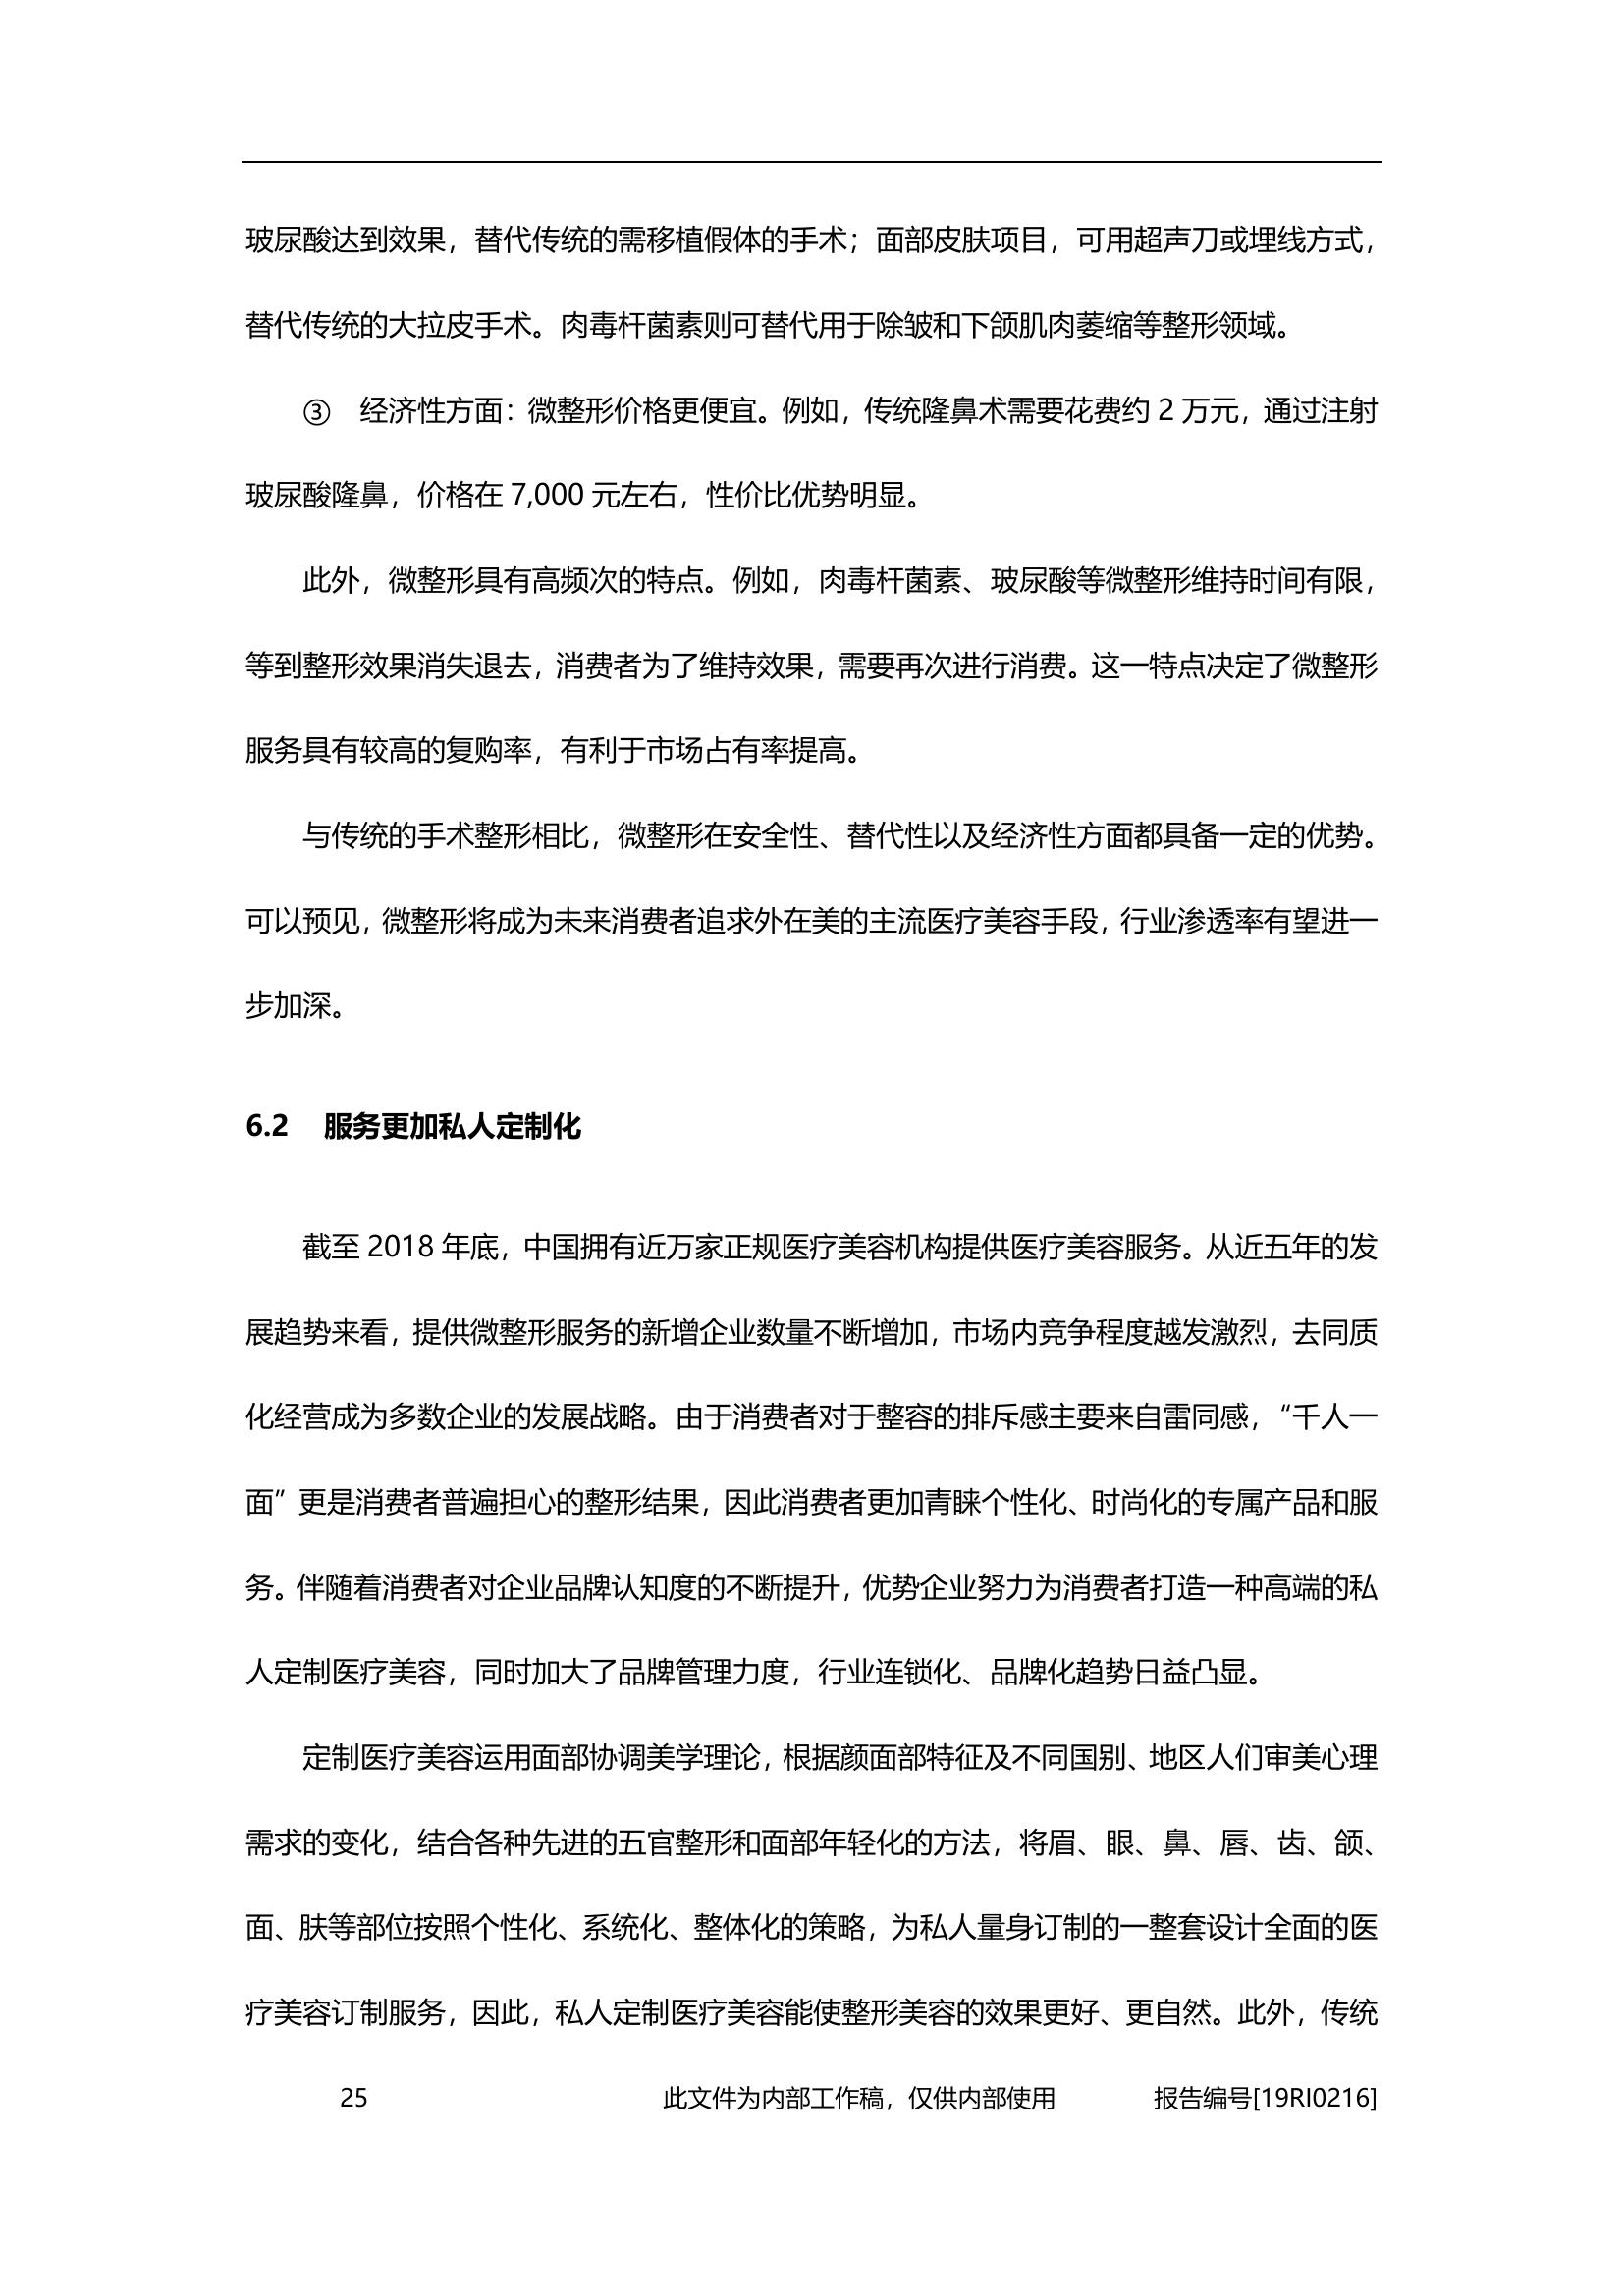 玻尿酸达到效果，替代传统的需移植假体的手术；面部皮肤项目，可用超声刀或埋线方式，
替代传统的大拉皮手术。肉毒杆菌素则可替代用于除皱和下颌肌肉萎缩等整形领域。
③ 经济性方面：微整形价格更便宜。例如，传统隆鼻术需要花费约 2 万元，通过注射
玻尿酸隆鼻，价格在 7,000 元左右，性价比优势明显。
此外，微整形具有高频次的特点。例如，肉毒杆菌素、玻尿酸等微整形维持时间有限，
等到整形效果消失退去，消费者为了维持效果，需要再次进行消费。这一特点决定了微整形
服务具有较高的复购率，有利于市场占有率提高。
与传统的手术整形相比，微整形在安全性、替代性以及经济性方面都具备一定的优势。
可以预见，微整形将成为未来消费者追求外在美的主流医疗美容手段，行业渗透率有望进一
步加深。
6.2 服务更加私人定制化
截至 2018 年底，中国拥有近万家正规医疗美容机构提供医疗美容服务。从近五年的发
展趋势来看，提供微整形服务的新增企业数量不断增加，市场内竞争程度越发激烈，去同质
化经营成为多数企业的发展战略。由于消费者对于整容的排斥感主要来自雷同感，“千人一
面”更是消费者普遍担心的整形结果，因此消费者更加青睐个性化、时尚化的专属产品和服
务。伴随着消费者对企业品牌认知度的不断提升，优势企业努力为消费者打造一种高端的私
人定制医疗美容，同时加大了品牌管理力度，行业连锁化、品牌化趋势日益凸显。
定制医疗美容运用面部协调美学理论，根据颜面部特征及不同国别、地区人们审美心理
需求的变化，结合各种先进的五官整形和面部年轻化的方法，将眉、眼、鼻、唇、齿、颌、
面、肤等部位按照个性化、系统化、整体化的策略，为私人量身订制的一整套设计全面的医
疗美容订制服务，因此，私人定制医疗美容能使整形美容的效果更好、更自然。此外，传统
25 此文件为内部工作稿，仅供内部使用 报告编号[19RI0216]